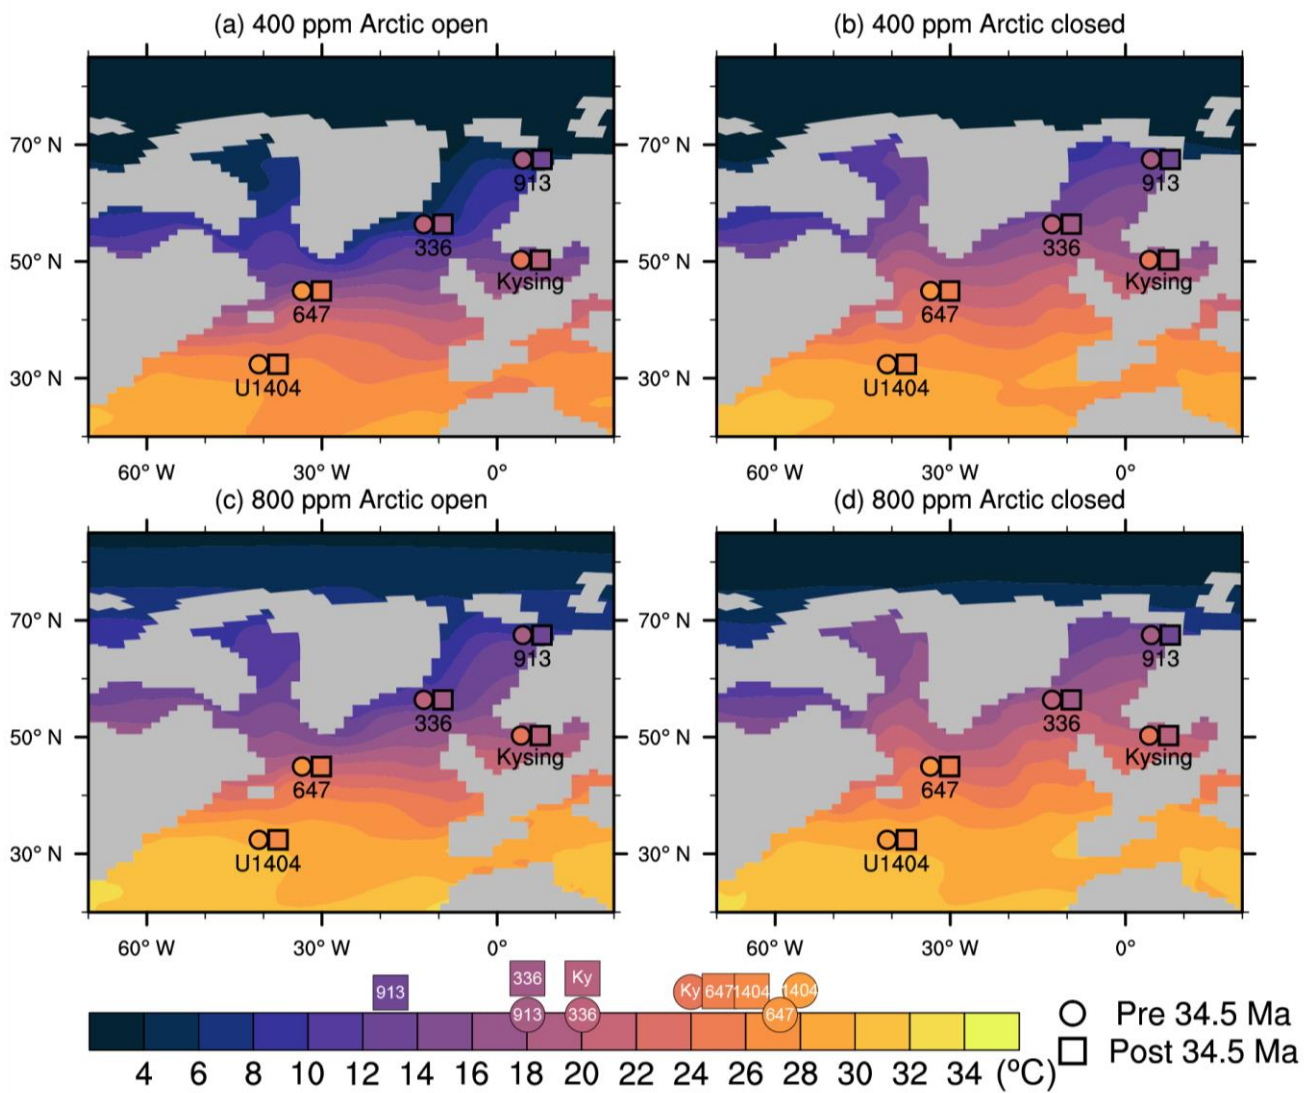 (a) 400 ppm Arctic open
(b) 400 ppm Arctic closed
70° N
913
336
Kysing
647
U1404
50° N
30° N
70° N
913
336
Kysing
647
U1404
50° N
30° N
60° W 30° W 0°
60° W 30° W 0°
(c) 800 ppm Arctic open
(d) 800 ppm Arctic closed
70° N
913
336
Kysing
647
U1404
50° N
30° N
70° N
913
336
Kysing
647
U1404
50° N
30° N
60° W 30° W 0°
60° W 30° W 0°
336 Ky
913 Ky 647 1404 1404
913 336 647
4 6 8 10 12 14 16 18 20 22 24 26 28 30 32 34 (ºC)
Pre 34.5 Ma
Post 34.5 Ma